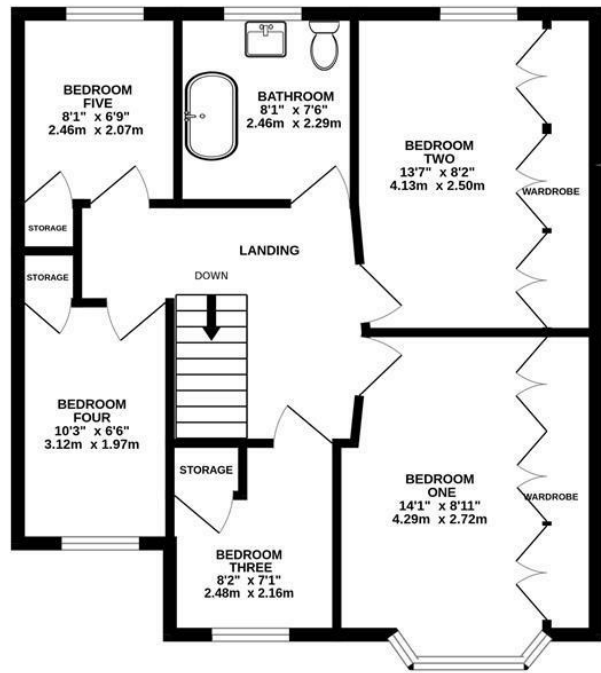 BEDROOM
FIVE
8'1" x 6'9"
2.46m x 2.07m
BATHROOM
8'1" x 7'6"
2.46m x 2.29m
BEDROOM
TWO
13'7" x 8'2"
4.13m x 2.50m
WARDROBE
STORAGE
LANDING
STORAGE
DOWN
BEDROOM
FOUR
10'3" x 6'6"
3.12m x 1.97m
STORAGE
BEDROOM
ONE
14'1" x 8'11"
4.29m x 2.72m
WARDROBE
BEDROOM
THREE
8'2" x 7'1"
2.48m x 2.16m